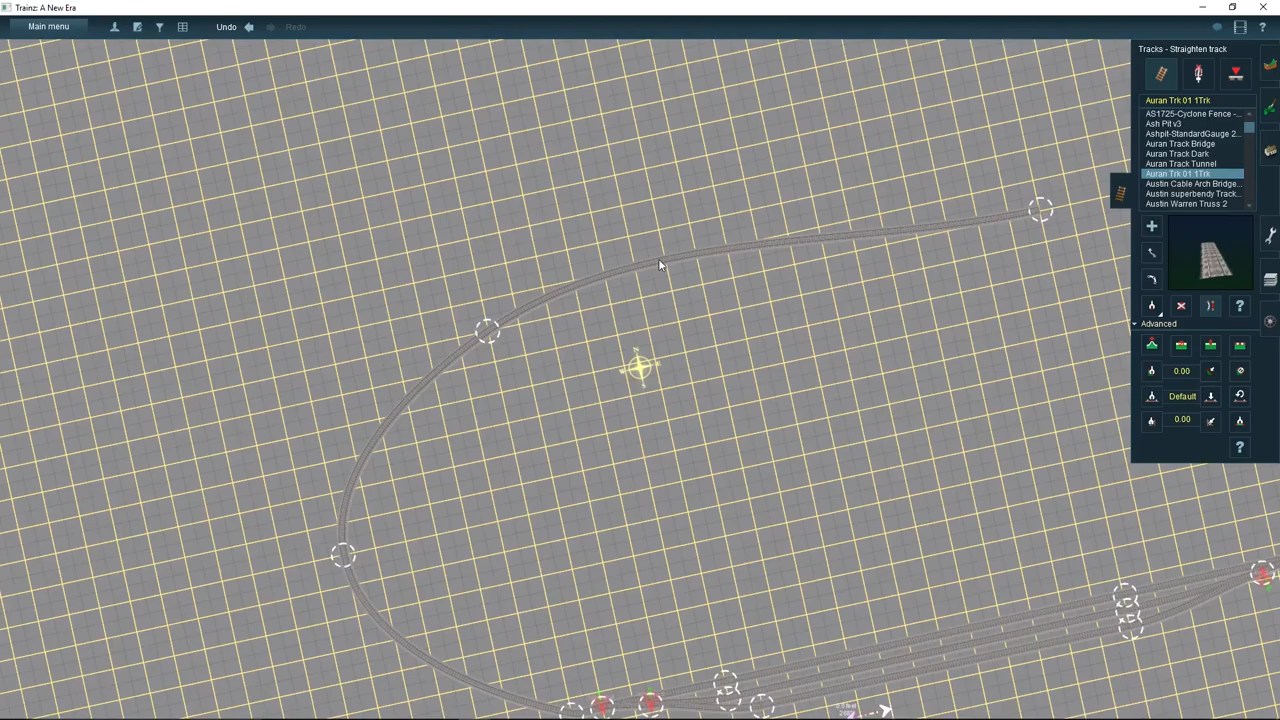 Trainz: A New Era
Main menu
Undo
Redo
Tracks - Straighten track
Auran Trk 01 1Trk
AS1725-Cyclone Fence -...
Ash Pit v3
Ashpit-StandardGauge 2...
Auran Track Bridge
Auran Track Dark
Auran Track Tunnel
Auran Trk 01 1Trk
Austin Cable Arch Bridge...
Austin superbendy Track...
Austin Warren Truss 2
Advanced
0.00
Default
0.00